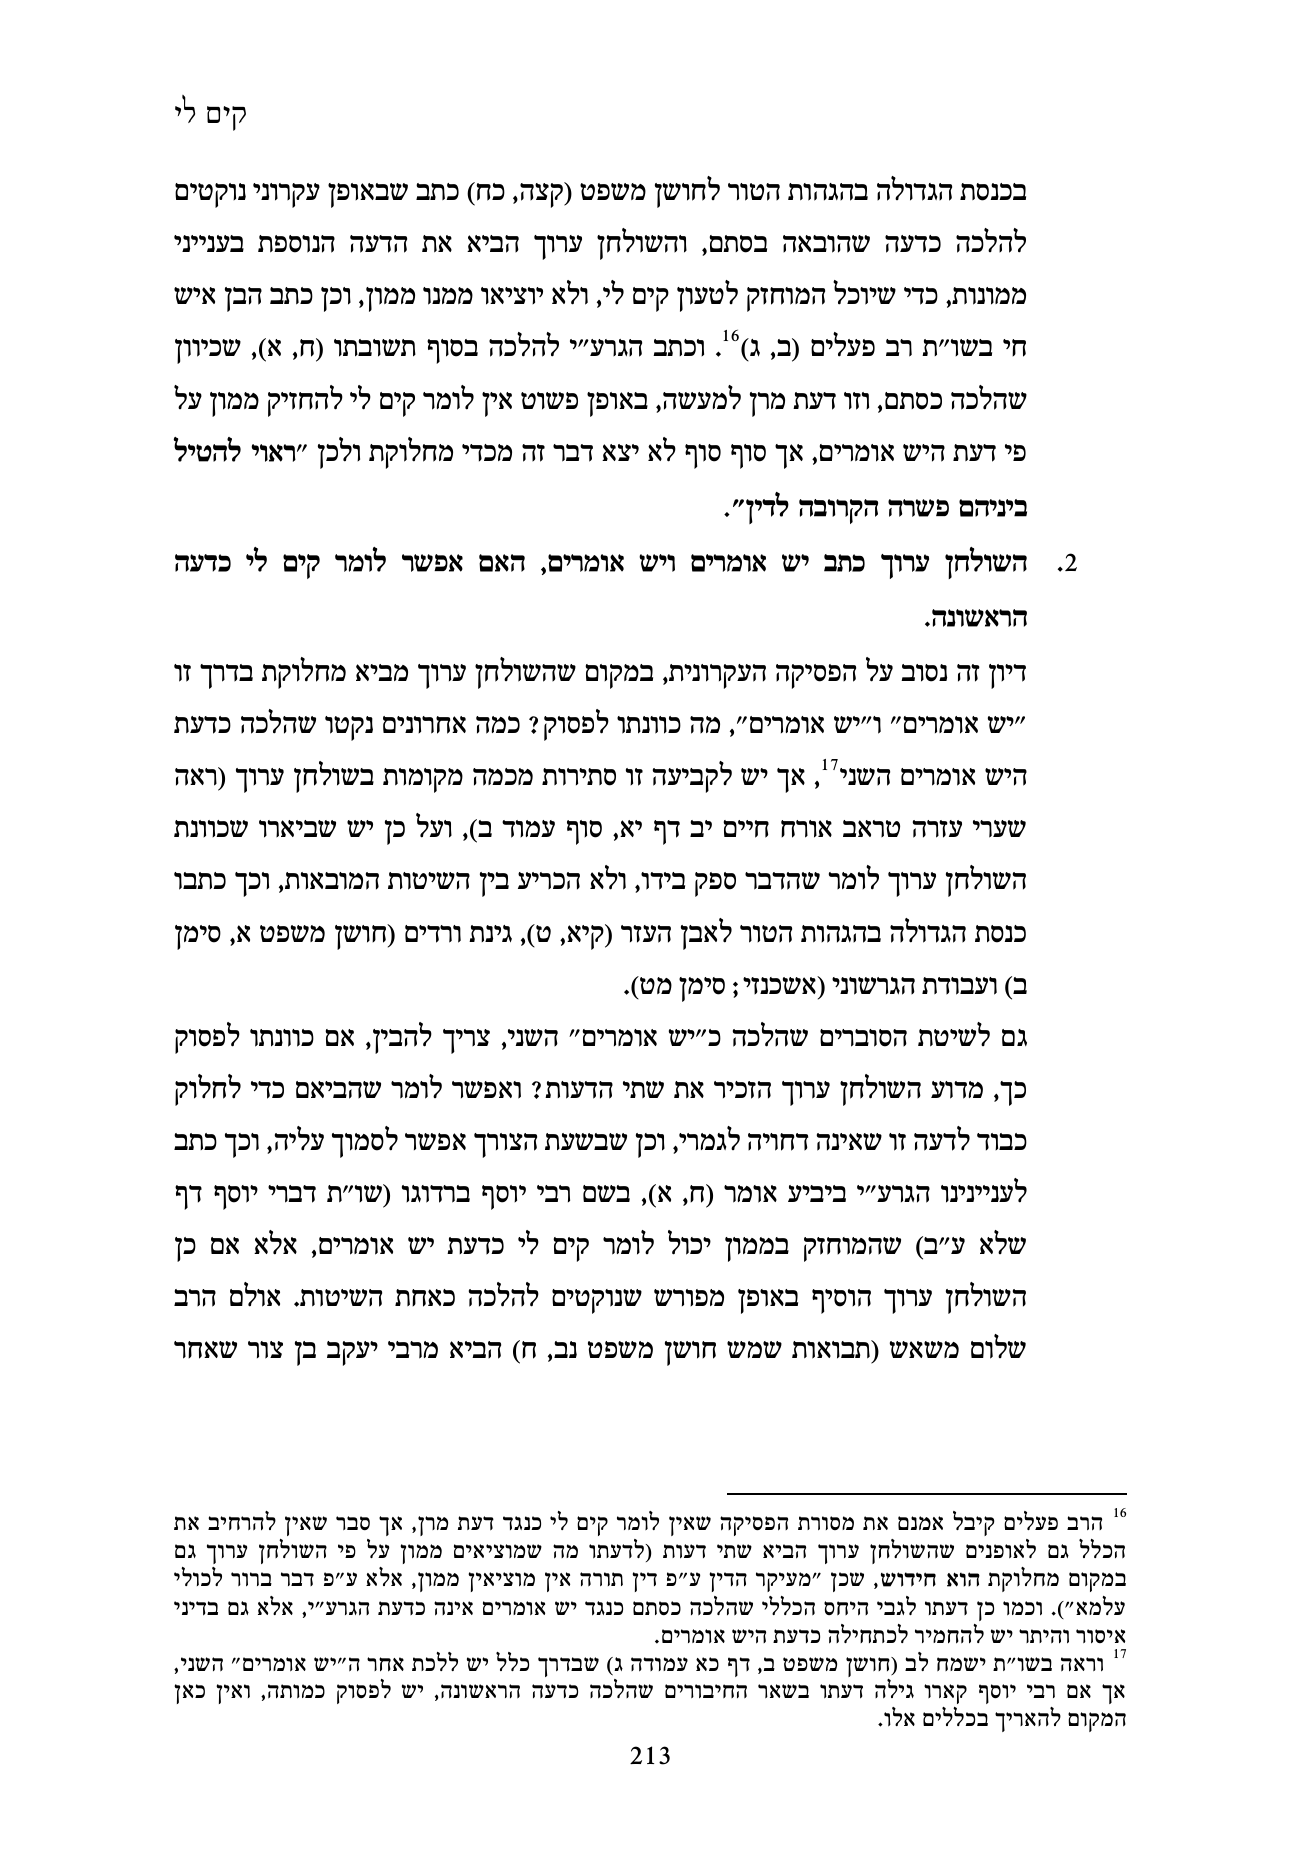 קים לי
בכנסת הגדולה בהגהות הטור לחושן משפט (קצה, כח) כתב שבאופן עקרוני נוקטים
להלכה כדעה שהובאה בסתם, והשולחן ערוך הביא את הדעה הנוספת בענייני
ממונות, כדי שיוכל המוחזק לטעון קים לי, ולא יוציאו ממנו ממון, וכן כתב הבן איש
חי בשו״ת רב פעלים (ב, ג)16. וכתב הגרע״י להלכה בסוף תשובתו (ח, א), שכיוון
שהלכה כסתם, וזו דעת מרן למעשה, באופן פשוט אין לומר קים לי להחזיק ממון על
פי דעת היש אומרים, אך סוף סוף לא יצא דבר זה מכדי מחלוקת ולכן ״ראוי להטיל
ביניהם פשרה הקרובה לדין״.
2. השולחן ערוך כתב יש אומרים ויש אומרים, האם אפשר לומר קים לי כדעה
הראשונה.
דיון זה נסוב על הפסיקה העקרונית, במקום שהשולחן ערוך מביא מחלוקת בדרך זו
״יש אומרים״ ו״יש אומרים״, מה כוונתו לפסוק? כמה אחרונים נקטו שהלכה כדעת
היש אומרים השני17, אך יש לקביעה זו סתירות מכמה מקומות בשולחן ערוך (ראה
שערי עזרה טראב אורח חיים יב דף יא, סוף עמוד ב), ועל כן יש שביארו שכוונת
השולחן ערוך לומר שהדבר ספק בידו, ולא הכריע בין השיטות המובאות, וכך כתבו
כנסת הגדולה בהגהות הטור לאבן העזר (קיא, ט), גינת ורדים (חושן משפט א, סימן
ב) ועבודת הגרשוני (אשכנזי; סימן מט).
גם לשיטת הסוברים שהלכה כ״יש אומרים״ השני, צריך להבין, אם כוונתו לפסוק
כך, מדוע השולחן ערוך הזכיר את שתי הדעות? ואפשר לומר שהביאם כדי לחלוק
כבוד לדעה זו שאינה דחויה לגמרי, וכן שבשעת הצורך אפשר לסמוך עליה, וכך כתב
לעניינינו הגרע״י ביביע אומר (ח, א), בשם רבי יוסף ברדוגו (שו״ת דברי יוסף דף
שלא ע״ב) שהמוחזק בממון יכול לומר קים לי כדעת יש אומרים, אלא אם כן
השולחן ערוך הוסיף באופן מפורש שנוקטים להלכה כאחת השיטות. אולם הרב
שלום משאש (תבואות שמש חושן משפט נב, ח) הביא מרבי יעקב בן צור שאחר
16 הרב פעלים קיבל אמנם את מסורת הפסיקה שאין לומר קים לי כנגד דעת מרן, אך סבר שאין להרחיב את
הכלל גם לאופנים שהשולחן ערוך הביא שתי דעות (לדעתו מה שמוציאים ממון על פי השולחן ערוך גם
במקום מחלוקת הוא חידוש, שכן ״מעיקר הדין ע״פ דין תורה אין מוציאין ממון, אלא ע״פ דבר ברור לכולי
עלמא״). וכמו כן דעתו לגבי היחס הכללי שהלכה כסתם כנגד יש אומרים אינה כדעת הגרע״י, אלא גם בדיני
איסור והיתר יש להחמיר לכתחילה כדעת היש אומרים.
17 וראה בשו״ת ישמח לב (חושן משפט ב, דף כא עמודה ג) שבדרך כלל יש ללכת אחר ה״יש אומרים״ השני,
אך אם רבי יוסף קארו גילה דעתו בשאר החיבורים שהלכה כדעה הראשונה, יש לפסוק כמותה, ואין כאן
המקום להאריך בכללים אלו.
213